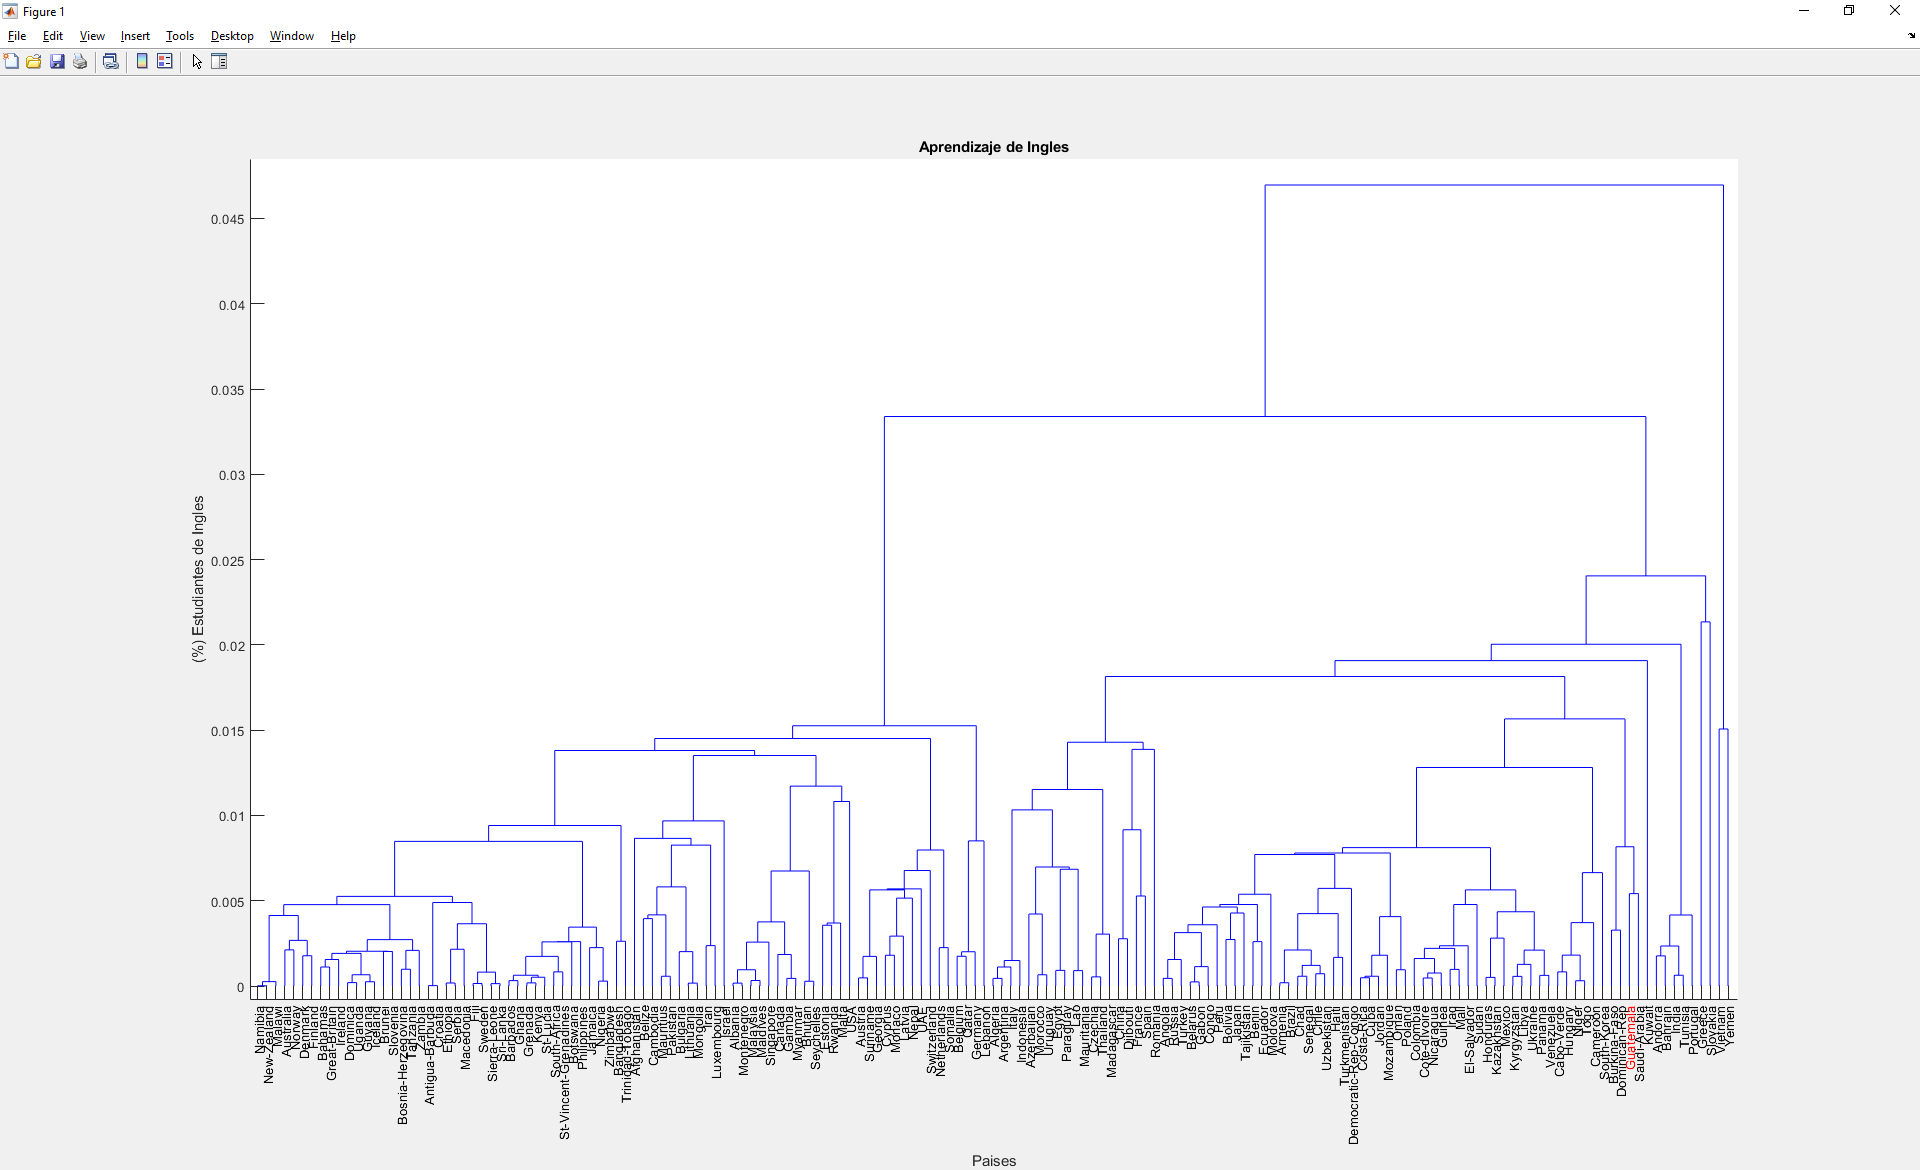 Figure 1
File Edit View Insert Tools Desktop Window Help
Aprendizaje de Ingles
0.045
0.04
0.035
0.03
0.025
0.02
0.015
0.01
0.005
0
(%) Estudiantes de Ingles
Namibia
New-Zealand
Malawi
Australia
Norway
Denmark
Finland
Bahamas
Great-Britain
Ireland
Dominica
Uganda
Guyana
Iceland
Brunei
Slovenia
Bosnia-Herzegovina
Tanzania
Zambia
Antigua-Barbuda
Croatia
Ethiopia
Serbia
Macedonia
Fiji
Sweden
Sierra-Leone
Sri-Lanka
Barbados
Ghana
Grenada
Kenya
St-Lucia
South-Africa
St-Vincent-Grenadines
Botswana
Philippines
Jamaica
Nigeria
Zimbabwe
Bangladesh
Trinidad-Tobago
Afghanistan
Belize
Cambodia
Mauritius
Pakistan
Bulgaria
Lithuania
Mongolia
Iran
Luxembourg
Israel
Albania
Montenegro
Malaysia
Maldives
Singapore
Canada
Gambia
Myanmar
Bhutan
Seychelles
Estonia
Rwanda
Malta
USA
Austria
Suriname
Georgia
Cyprus
Monaco
Latvia
Nepal
UAE
Switzerland
Netherlands
Somalia
Belgium
Qatar
Germany
Lebanon
Algeria
Argentina
Italy
Indonesia
Azerbaijan
Morocco
Uruguay
Egypt
Paraguay
Lao
Mauritania
Czechia
Thailand
Madagascar
China
Djibouti
France
Spain
Romania
Angola
Russia
Turkey
Belarus
Gabon
Congo
Peru
Bolivia
Japan
Tajikistan
Benin
Ecuador
Moldova
Armenia
Brazil
Chad
Senegal
Chile
Uzbekistan
Haiti
Turkmenistan
Democratic-Rep-Congo
Costa-Rica
Cuba
Jordan
Mozambique
Oman
Poland
Colombia
Cote-dIvoire
Nicaragua
Guinea
Iraq
Mali
El-Salvador
Sudan
Honduras
Kazakhstan
Mexico
Kyrgyzstan
Libya
Ukraine
Panama
Venezuela
Cabo-Verde
Hungary
Niger
Togo
Cameroon
South-Korea
Burkina-Faso
Dominican-Rep
Guatemala
Saudi-Arabia
Kuwait
Andorra
Bahrain
India
Tunisia
Portugal
Greece
Slovakia
Vietnam
Yemen
Paises